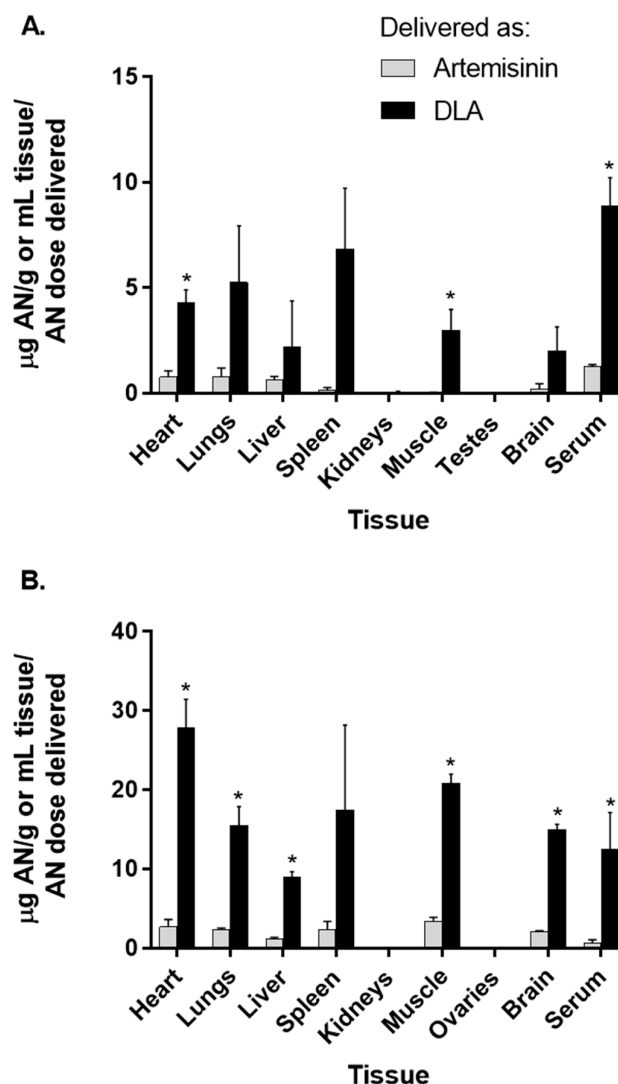 A.
Delivered as:
Artemisinin
DLA
µg AN/g or mL tissue/
AN dose delivered
15
10
5
0
*
*
*
Heart
Lungs
Liver
Spleen
Kidneys
Muscle
Testes
Brain
Serum
Tissue
B.
µg AN/g or mL tissue/
AN dose delivered
40
30
20
10
0
*
*
*
*
*
*
Heart
Lungs
Liver
Spleen
Kidneys
Muscle
Ovaries
Brain
Serum
Tissue